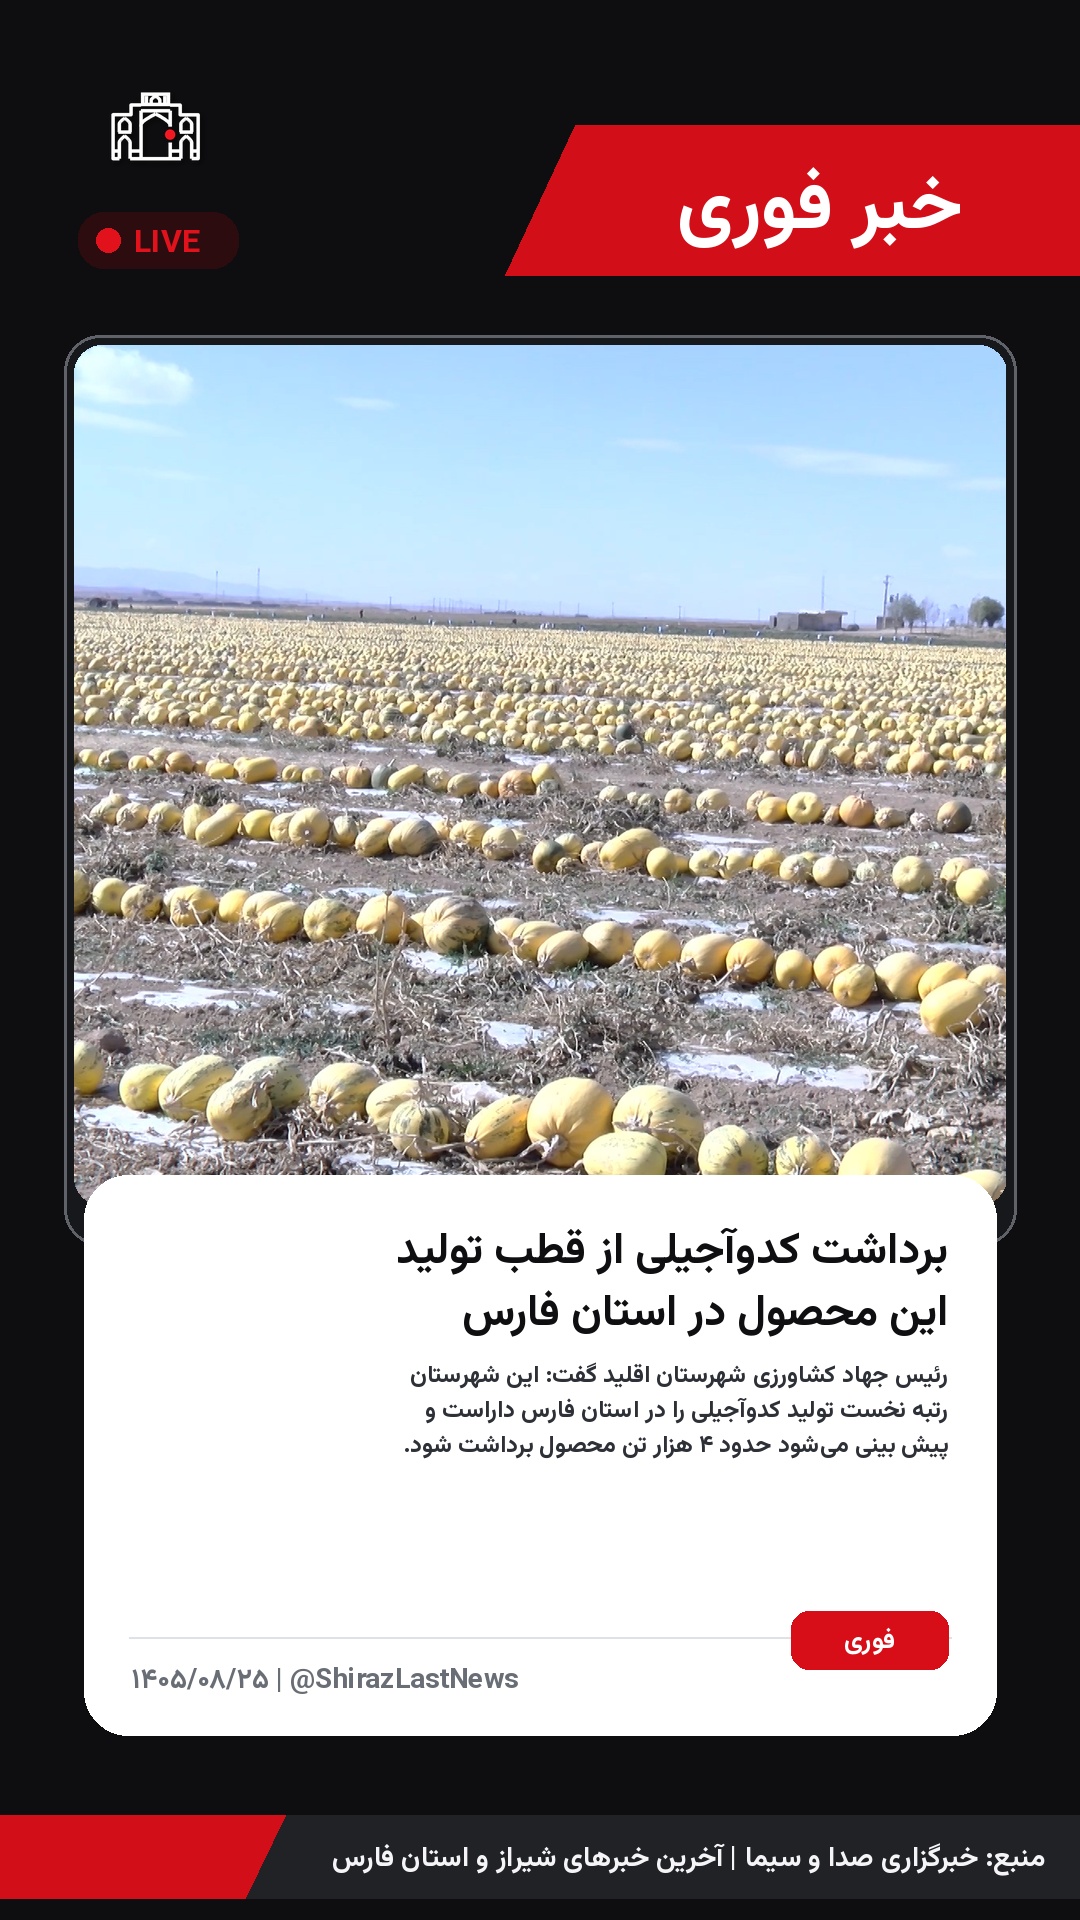 خبر فوری
LIVE
برداشت کدوآجیلی از قطب تولید
این محصول در استان فارس
رئیس جهاد کشاورزی شهرستان اقلید گفت: این شهرستان
رتبه نخست تولید کدوآجیلی را در استان فارس داراست و
پیش بینی می‌شود حدود ۴ هزار تن محصول برداشت شود.
فوری
۱۴۰۵/۰۸/۲۵ | @ShirazLastNews
منبع: خبرگزاری صدا و سیما | آخرین خبرهای شیراز و استان فارس